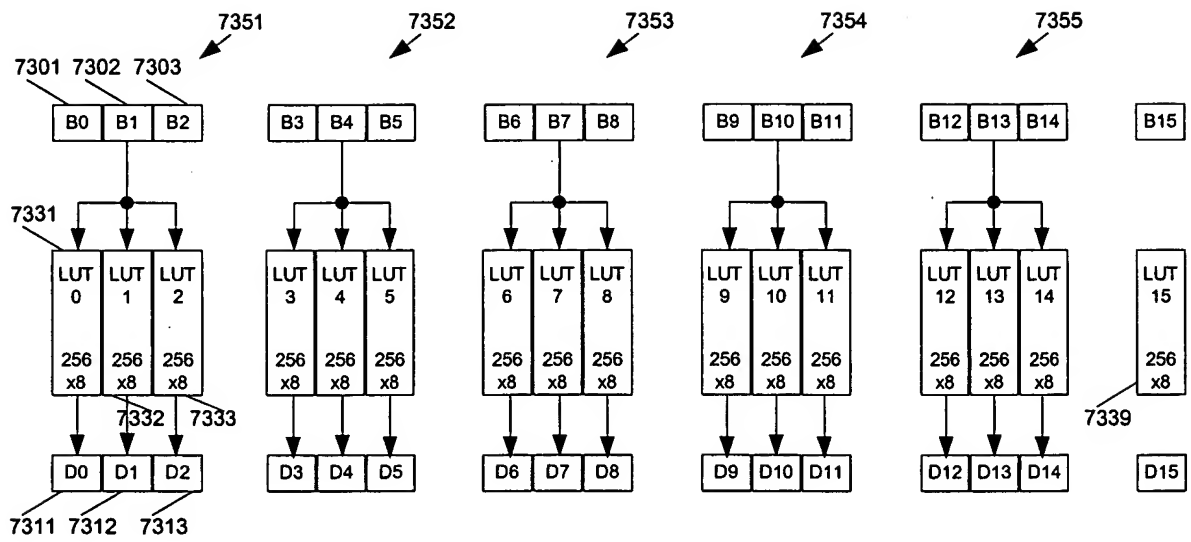 7351 7352 7353 7354 7355
7301 7302 7303
B0 B1 B2 B3 B4 B5 B6 B7 B8 B9 B10 B11 B12 B13 B14 B15
7331
LUT LUT LUT LUT LUT LUT LUT LUT LUT LUT LUT LUT LUT LUT LUT LUT
0 1 2 3 4 5 6 7 8 9 10 11 12 13 14 15
256 256 256 256 256 256 256 256 256 256 256 256 256 256 256 256
x8 x8 x8 x8 x8 x8 x8 x8 x8 x8 x8 x8 x8 x8 x8 x8
7332 7333 7339
D0 D1 D2 D3 D4 D5 D6 D7 D8 D9 D10 D11 D12 D13 D14 D15
7311 7312 7313